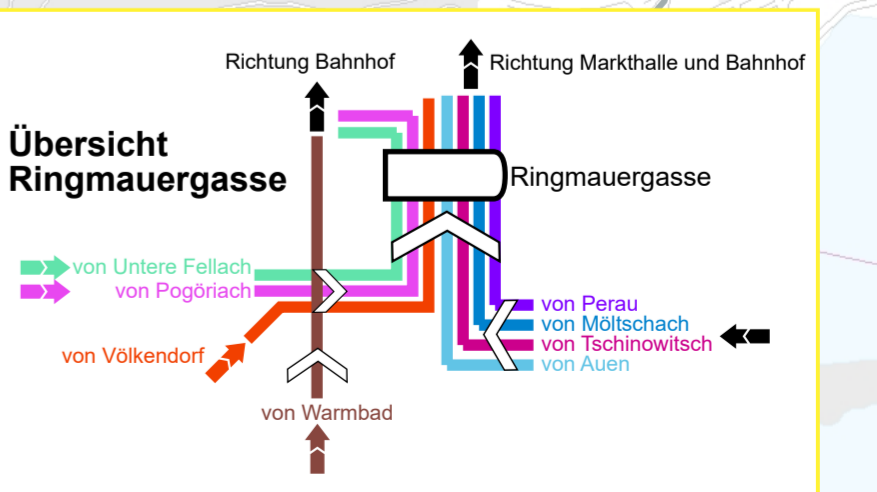 Richtung Bahnhof
Richtung Markthalle und Bahnhof
Übersicht
Ringmauergasse
Ringmauergasse
von Untere Fellach
von Pogöriach
von Völkendorf
von Warmbad
von Perau
von Möltschach
von Tschinowitsch
von Auen